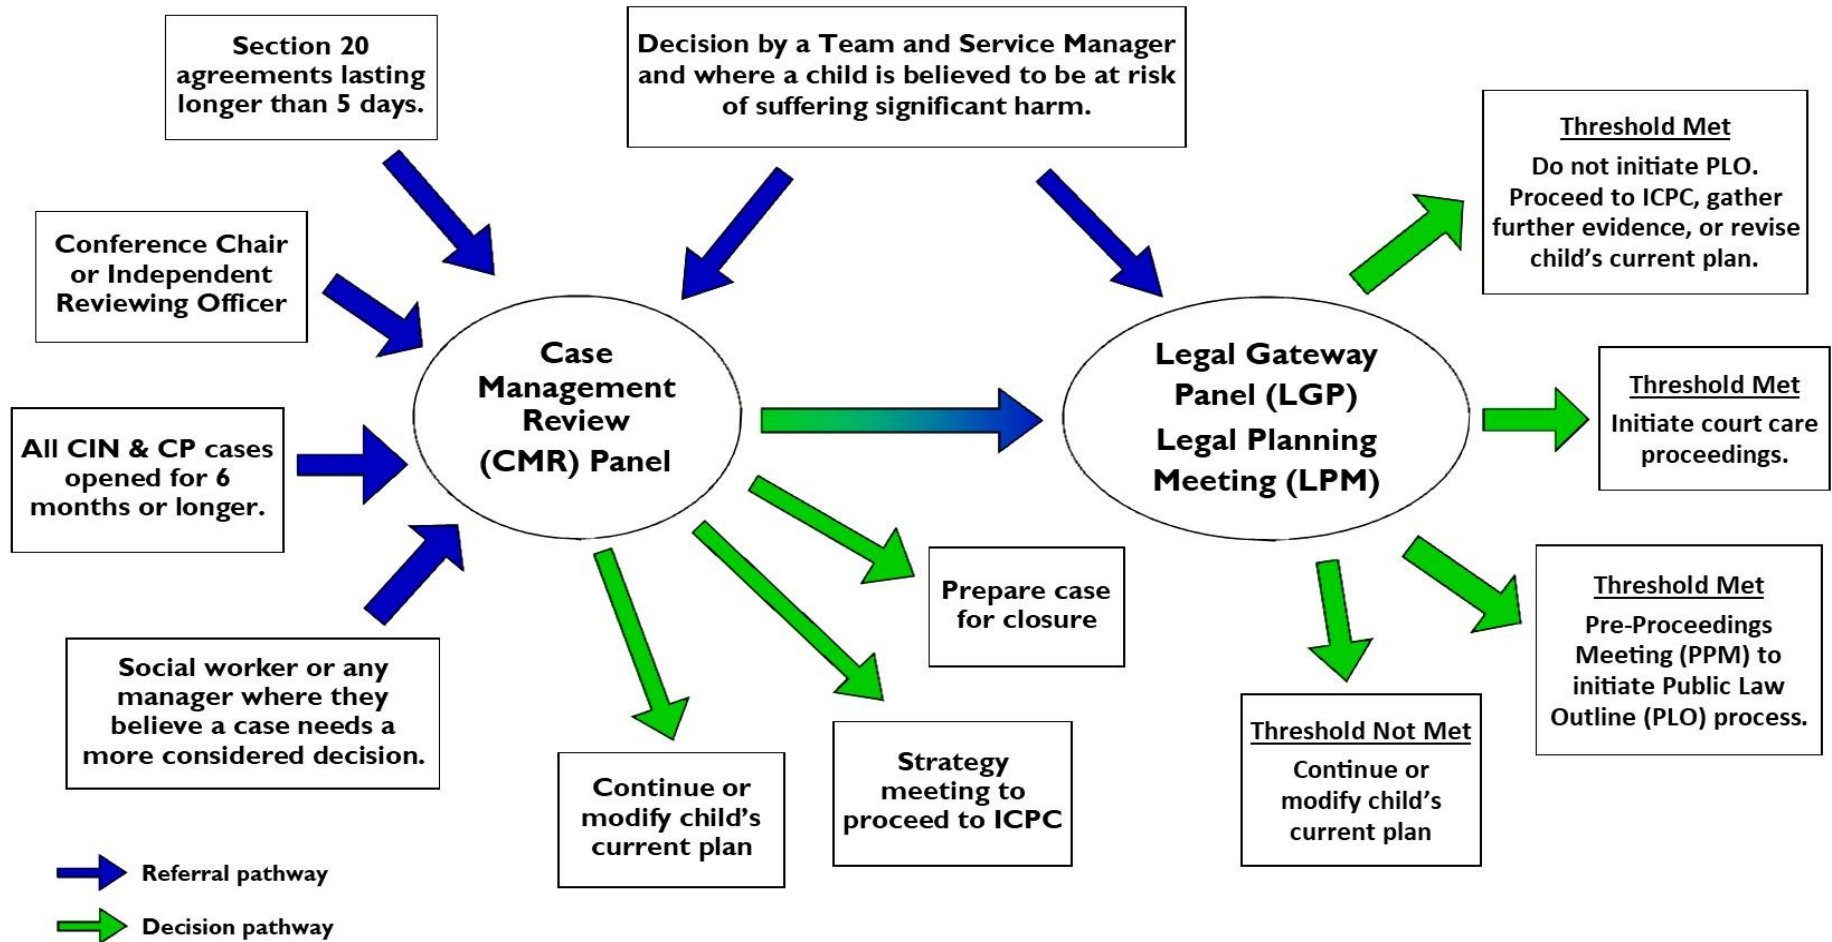 Section 20
agreements lasting
longer than 5 days.
Decision by a Team and Service Manager
and where a child is believed to be at risk
of suffering significant harm.
Threshold Met
Do not initiate PLO.
Proceed to ICPC, gather
further evidence, or revise
child's current plan.
Conference Chair
or Independent
Reviewing Officer
Case
Management
Review
(CMR) Panel
Legal Gateway
Panel (LGP)
Legal Planning
Meeting (LPM)
Threshold Met
Initiate court care
proceedings.
All CIN & CP cases
opened for 6
months or longer.
Prepare case
for closure
Threshold Met
Pre-Proceedings
Meeting (PPM) to
initiate Public Law
Outline (PLO) process.
Social worker or any
manager where they
believe a case needs a
more considered decision.
Continue or
modify child's
current plan
Strategy
meeting to
proceed to ICPC
Threshold Not Met
Continue or
modify child's
current plan
Referral pathway
Decision pathway